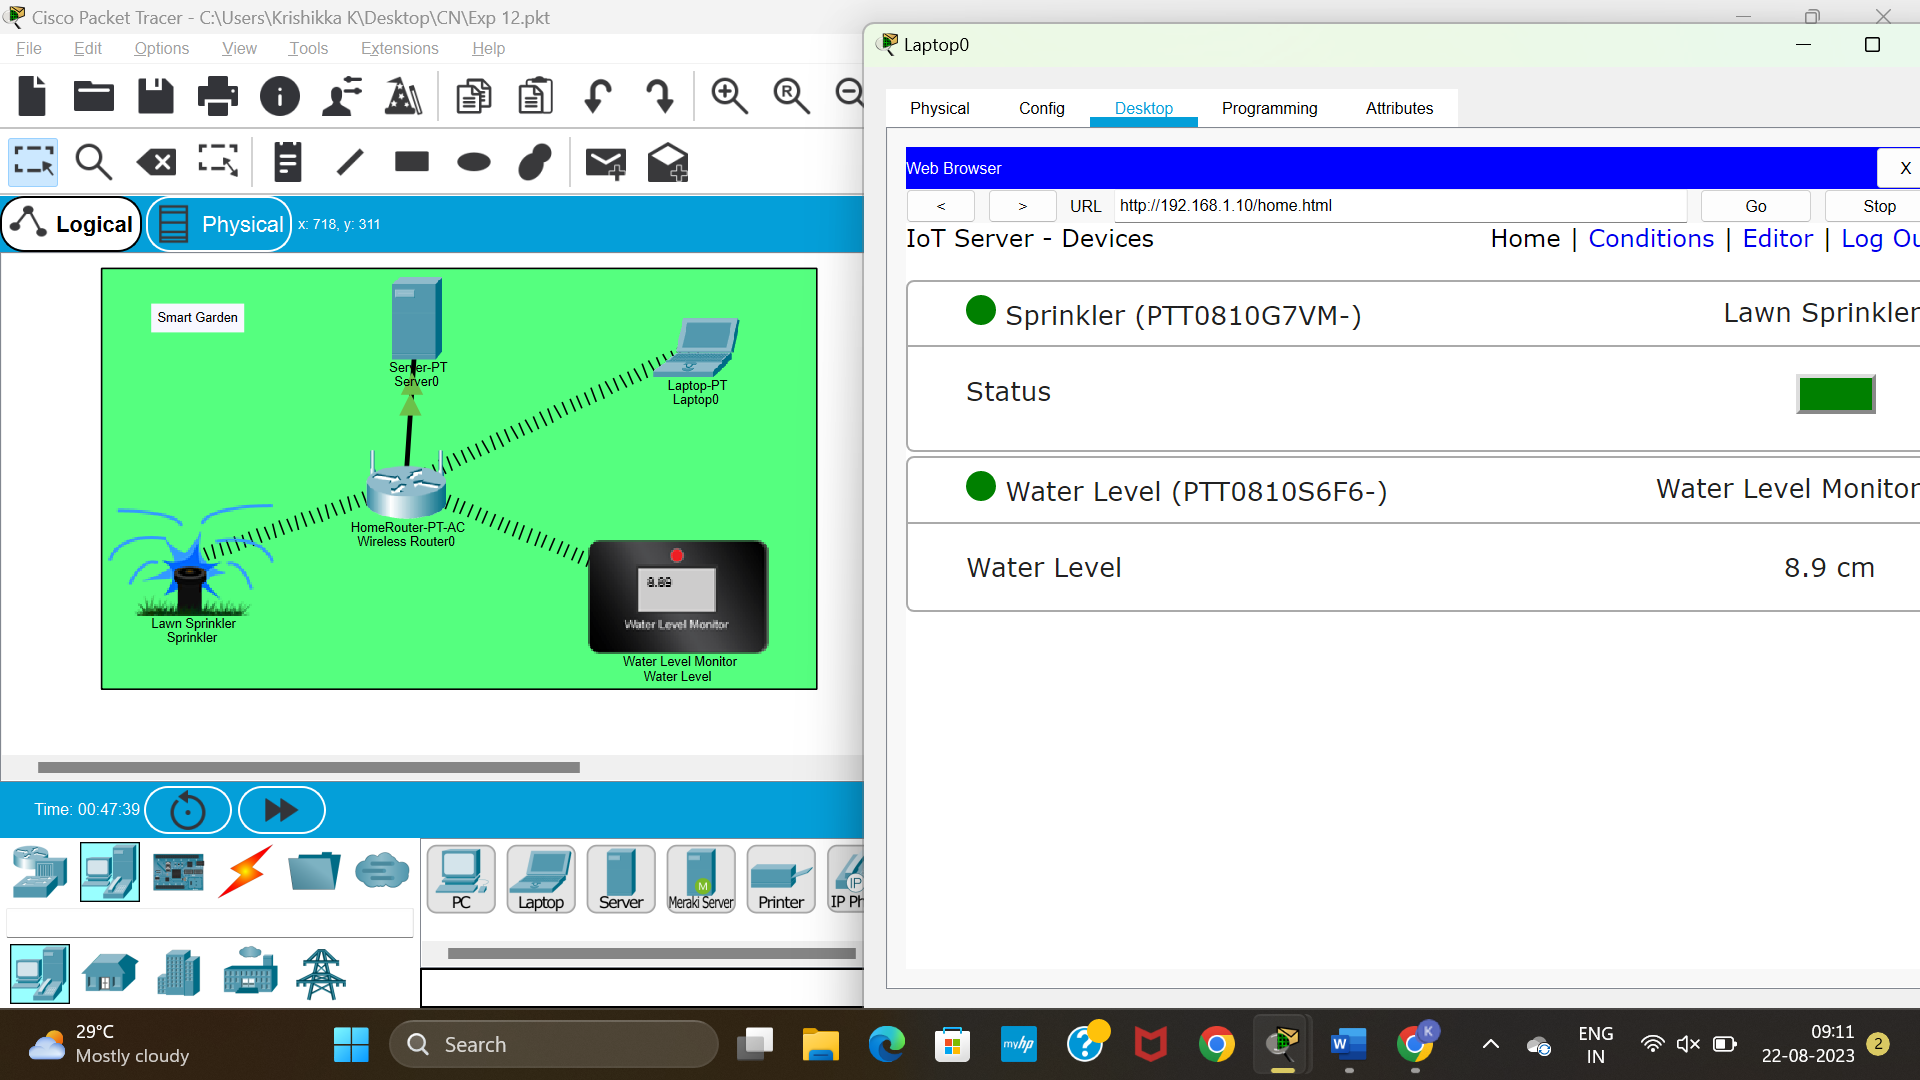 Cisco Packet Tracer - C:\Users\Krishikka K\Desktop\CN\Exp 12.pkt
File Edit Options View Tools Extensions Help
Logical Physical x: 718, y: 311
Smart Garden
Server-PT
Server0
Laptop-PT
Laptop0
HomeRouter-PT-AC
Wireless Router0
Lawn Sprinkler
Sprinkler
Water Level Monitor
Water Level Monitor
Water Level
Time: 00:47:39
PC Laptop Server Meraki Server Printer IP Ph
M
IP
Laptop0
Physical Config Desktop Programming Attributes
Web Browser X
< > URL http://192.168.1.10/home.html Go Stop
IoT Server - Devices Home | Conditions | Editor | Log Ou
Sprinkler (PTT0810G7VM-) Lawn Sprinkler
Status
Water Level (PTT0810S6F6-) Water Level Monitor
Water Level 8.9 cm
29°C
Mostly cloudy
Search
myhp
W
K
ENG
IN
09:11
22-08-2023
2